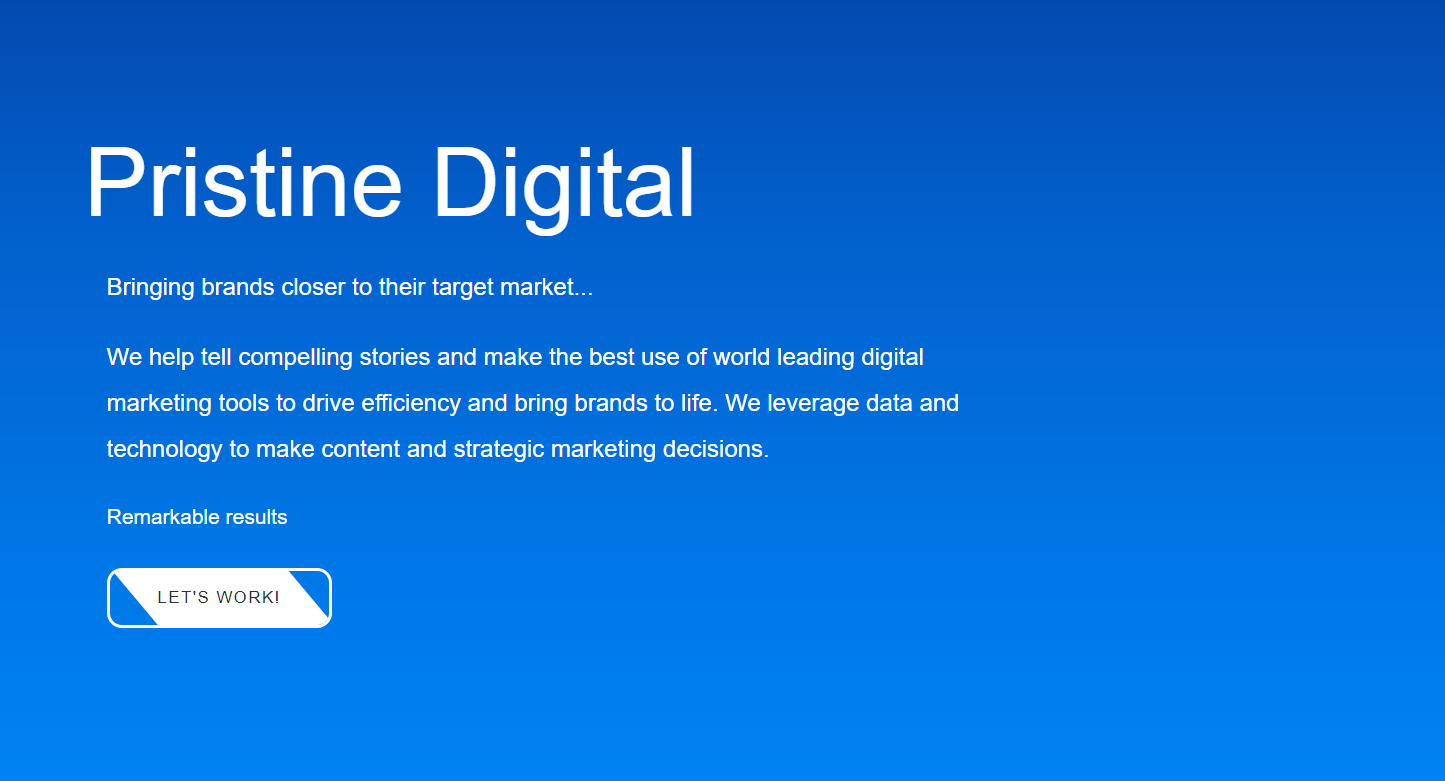 Pristine Digital
Bringing brands closer to their target market...
We help tell compelling stories and make the best use of world leading digital
marketing tools to drive efficiency and bring brands to life. We leverage data and
technology to make content and strategic marketing decisions.
Remarkable results
LET'S WORK!